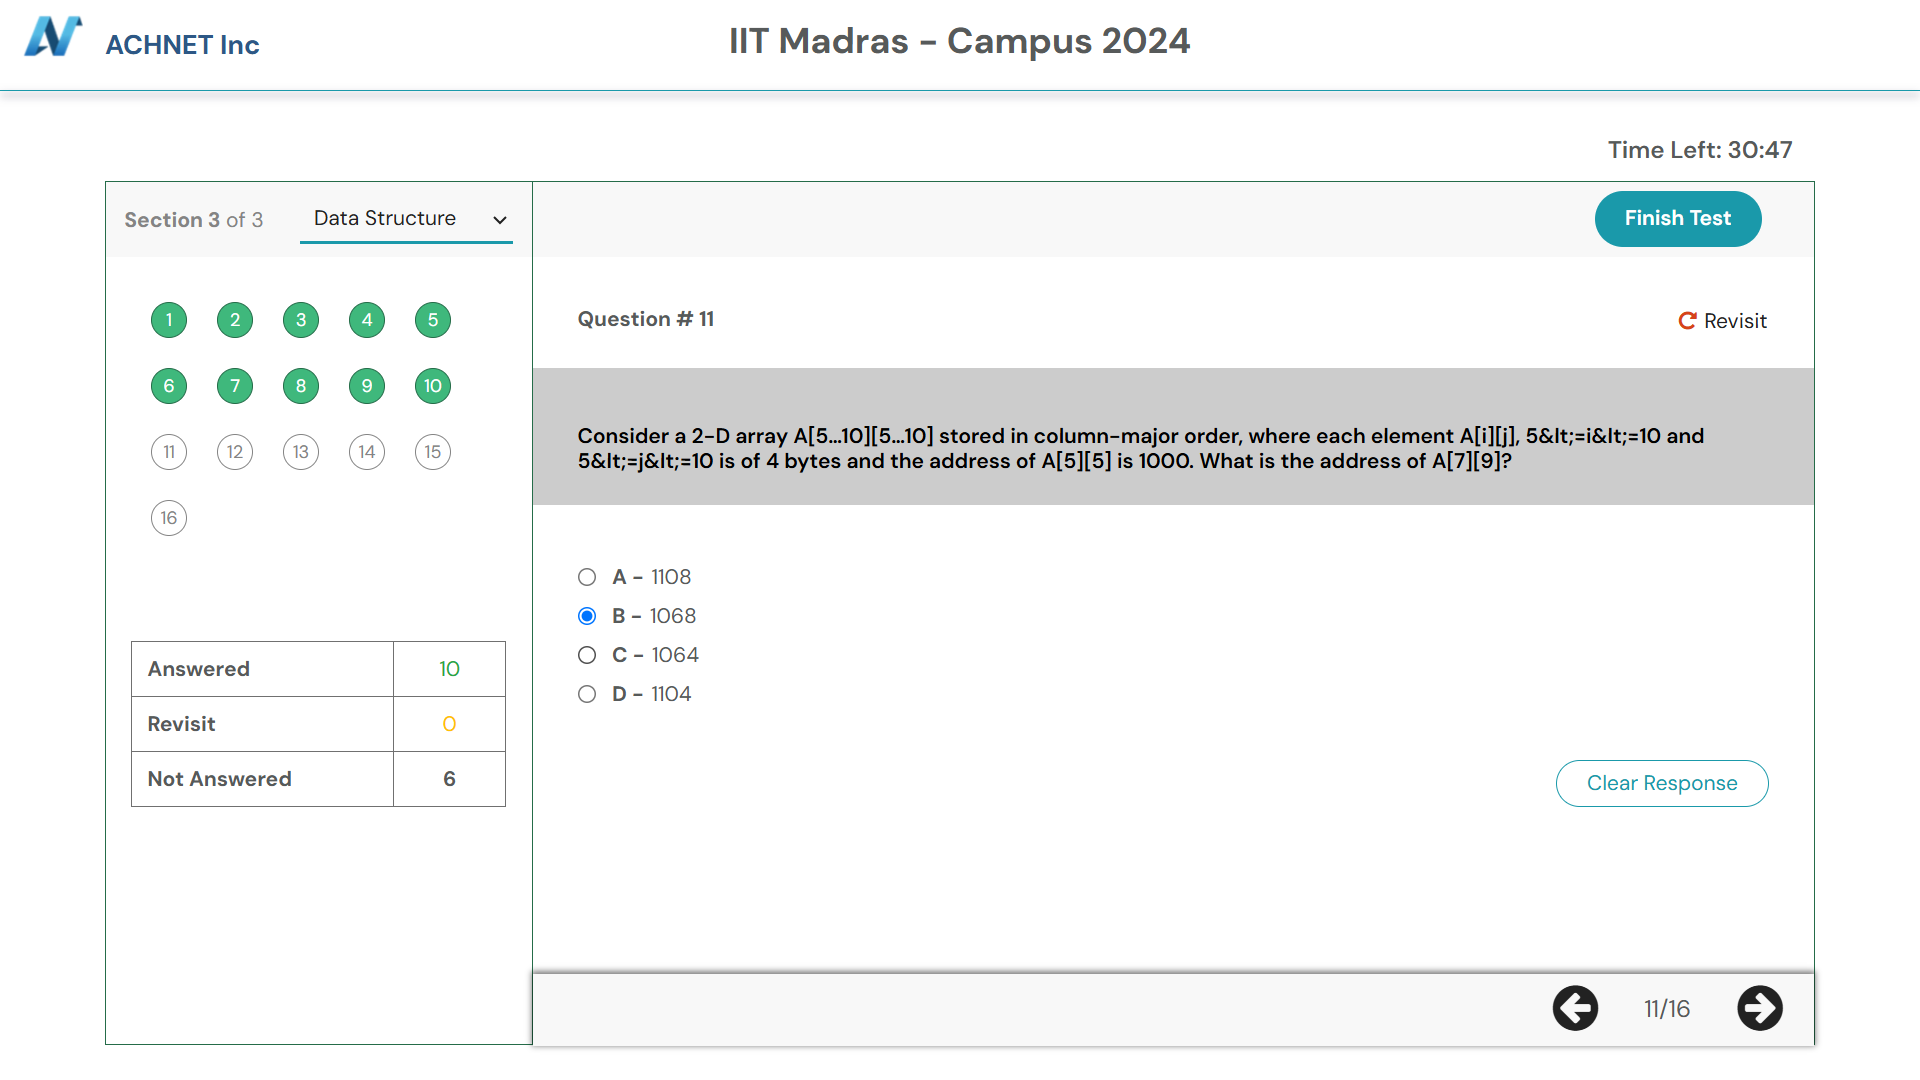 ACHNET Inc
IIT Madras - Campus 2024
Time Left: 30:47
Section 3 of 3
Data Structure
Finish Test
1 2 3 4 5
6 7 8 9 10
11 12 13 14 15
16
Answered 10
Revisit 0
Not Answered 6
Question # 11
Revisit
Consider a 2-D array A[5...10][5...10] stored in column-major order, where each element A[i][j], 5&lt;=i&lt;=10 and
5&lt;=j&lt;=10 is of 4 bytes and the address of A[5][5] is 1000. What is the address of A[7][9]?
A - 1108
B - 1068
C - 1064
D - 1104
Clear Response
11/16